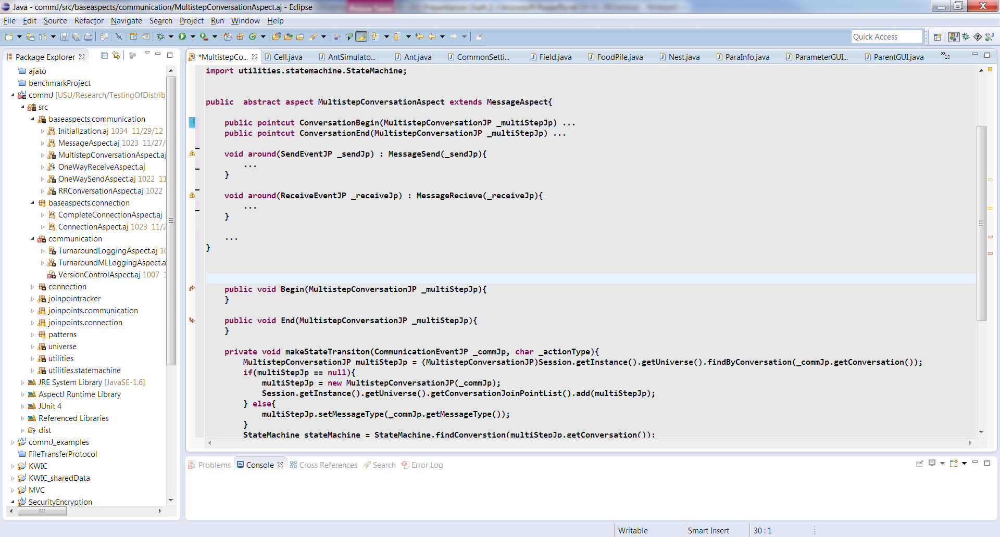 Java - commJ/src/baseaspects/communication/MultistepConversationAspect.aj - Eclipse
File Edit Source Refactor Navigate Search Project Run Window Help
Quick Access
Package Explorer
ajato
benchmarkProject
commJ [USU/Research/TestingOfDistrib
src
baseaspects.communication
Initialization.aj 1034 11/29/12
MessageAspect.aj 1023 11/27/
MultistepConversationAspect.aj
OneWayReceiveAspect.aj
OneWaySendAspect.aj 1022 11
RRConversationAspect.aj 1022
baseaspects.connection
CompleteConnectionAspect.aj
ConnectionAspect.aj 1023 11/2
communication
TurnaroundLoggingAspect.aj 10
TurnaroundMLLoggingAspect.a
VersionControlAspect.aj 1007 1
connection
joinpointracker
joinpoints.communication
joinpoints.connection
patterns
universe
utilities
utilities.statemachine
JRE System Library [JavaSE-1.6]
AspectJ Runtime Library
JUnit 4
Referenced Libraries
dist
commJ_examples
FileTransferProtocol
KWIC
KWIC_sharedData
MVC
SecurityEncryption
*MultistepCo... Cell.java AntSimulato... Ant.java CommonSetti... Field.java FoodPile.java Nest.java ParaInfo.java ParameterGUI... ParentGUI.java »10
import utilities.statemachine.StateMachine;
public  abstract aspect MultistepConversationAspect extends MessageAspect{
public pointcut ConversationBegin(MultistepConversationJP _multiStepJp) ...
public pointcut ConversationEnd(MultistepConversationJP _multiStepJp) ...
void around(SendEventJP _sendJp) : MessageSend(_sendJp){
...
}
void around(ReceiveEventJP _receiveJp) : MessageRecieve(_receiveJp){
...
}
...
}
public void Begin(MultistepConversationJP _multiStepJp){
}
public void End(MultistepConversationJP _multiStepJp){
}
private void makeStateTransiton(CommunicationEventJP _commJp, char _actionType){
MultistepConversationJP multiStepJp = (MultistepConversationJP)Session.getInstance().getUniverse().findByConversation(_commJp.getConversation());
if(multiStepJp == null){
multiStepJp = new MultistepConversationJP(_commJp);
Session.getInstance().getUniverse().getConversationJoinPointList().add(multiStepJp);
} else{
multiStepJp.setMessageType(_commJp.getMessageType());
}
StateMachine stateMachine = StateMachine.findConverstion(multiStepJp.getConversation());
Problems Console Cross References Search Error Log
Writable Smart Insert 30 : 1